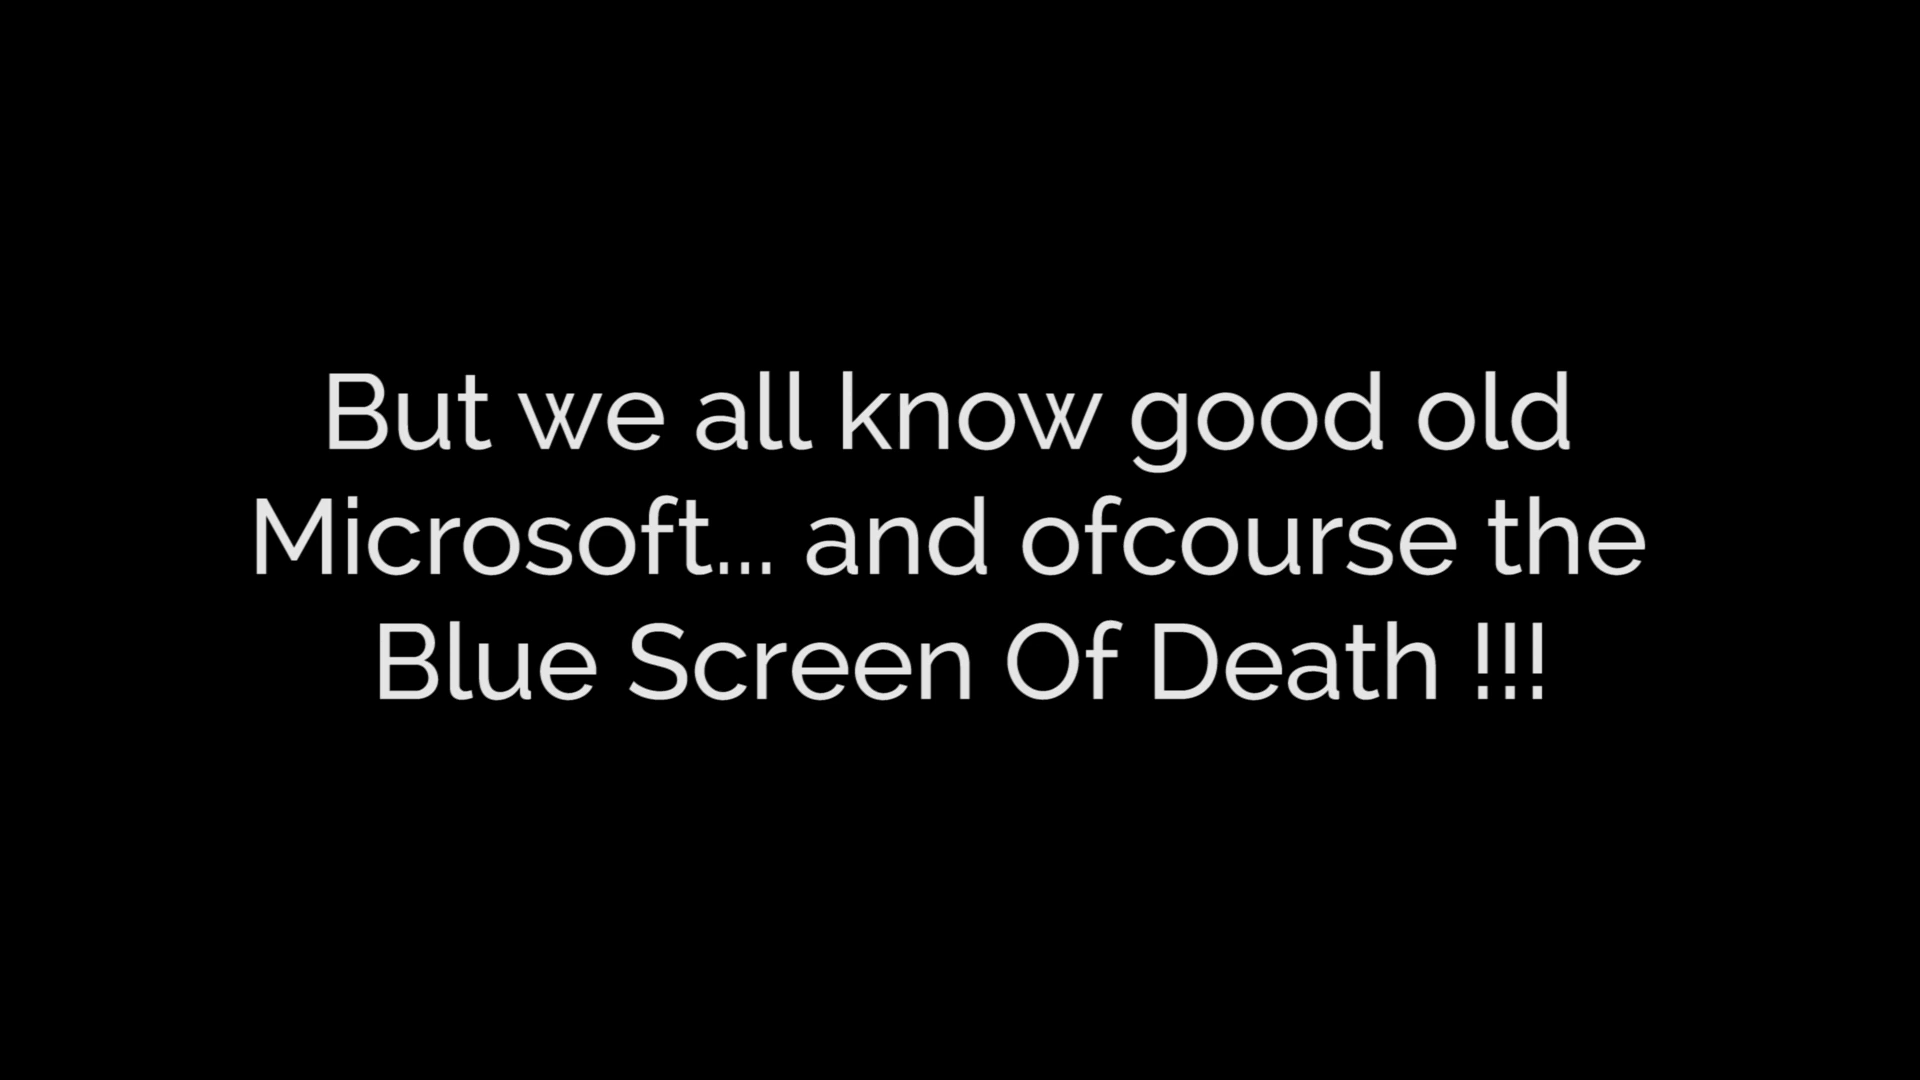 But we all know good old
Microsoft... and ofcourse the
Blue Screen Of Death !!!